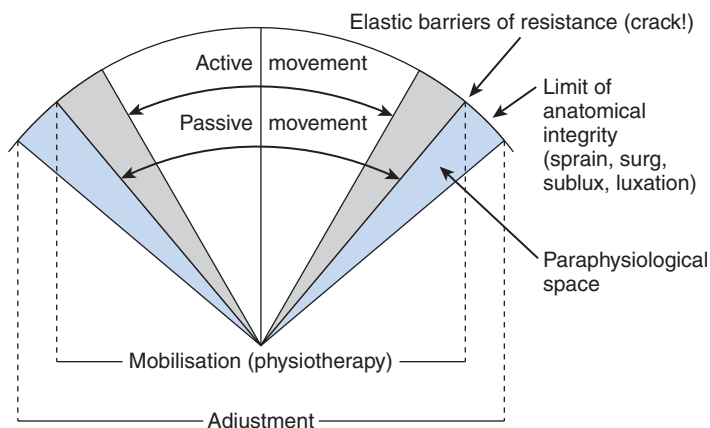 Elastic barriers of resistance (crack!)
Active movement
Limit of
anatomical
integrity
(sprain, surg,
sublux, luxation)
Passive movement
Paraphysiological
space
Mobilisation (physiotherapy)
Adjustment